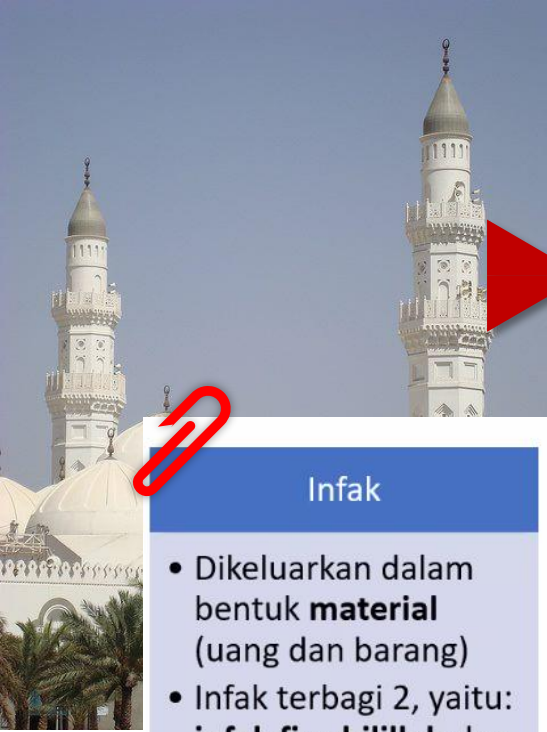 Infak
• Dikeluarkan dalam
bentuk material
(uang dan barang)
• Infak terbagi 2, yaitu: